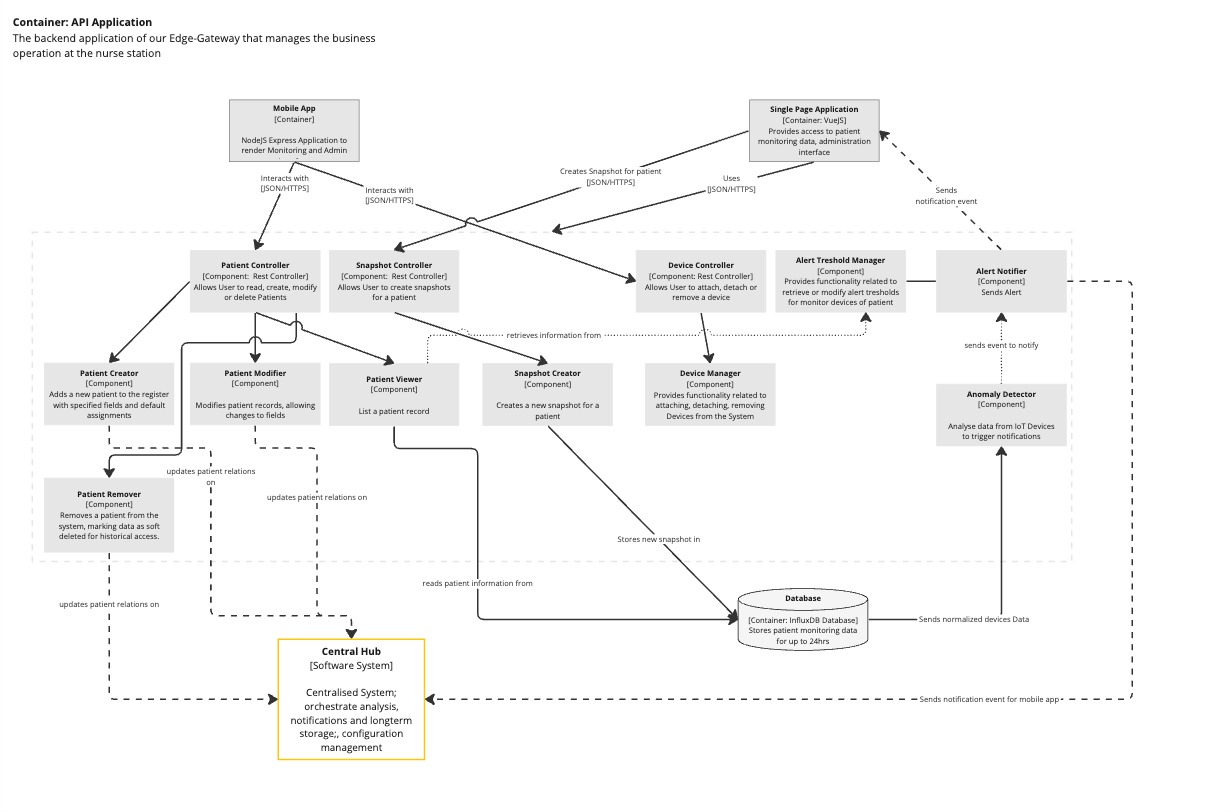 Container: API Application
The backend application of our Edge-Gateway that manages the business
operation at the nurse station
Mobile App
[Container]
NodeJS Express Application to
render Monitoring and Admin
Single Page Application
[Container: VueJS]
Provides access to patient
monitoring data, administration
interface
Interacts with
[JSON/HTTPS]
Interacts with
[JSON/HTTPS]
Creates Snapshot for patient
[JSON/HTTPS]
Uses
[JSON/HTTPS]
Sends
notification event
Patient Controller
[Component:  Rest Controller]
Allows User to read, create, modify
or delete Patients
Snapshot Controller
[Component:  Rest Controller]
Allows User to create snapshots
for a patient
Device Controller
[Component: Rest Controller]
Allows User to attach, detach or
remove a device
Alert Treshold Manager
[Component]
Provides functionality related to
retrieve or modify alert tresholds
for monitor devices of patient
Alert Notifier
[Component]
Sends Alert
retrieves information from
sends event to notify
Patient Creator
[Component]
Adds a new patient to the register
with specified fields and default
assignments
Patient Modifier
[Component]
Modifies patient records, allowing
changes to fields
Patient Viewer
[Component]
List a patient record
Snapshot Creator
[Component]
Creates a new snapshot for a
patient
Device Manager
[Component]
Provides functionality related to
attaching, detaching, removing
Devices from the System
Anomaly Detector
[Component]
Analyse data from IoT Devices
to trigger notifications
updates patient relations
on
updates patient relations on
Patient Remover
[Component]
Removes a patient from the
system, marking data as soft
deleted for historical access.
Stores new snapshot in
reads patient information from
updates patient relations on
Database
[Container: InfluxDB Database]
Stores patient monitoring data
for up to 24hrs
Sends normalized devices Data
Central Hub
[Software System]
Centralised System;
orchestrate analysis,
notifications and longterm
storage;, configuration
management
Sends notification event for mobile app